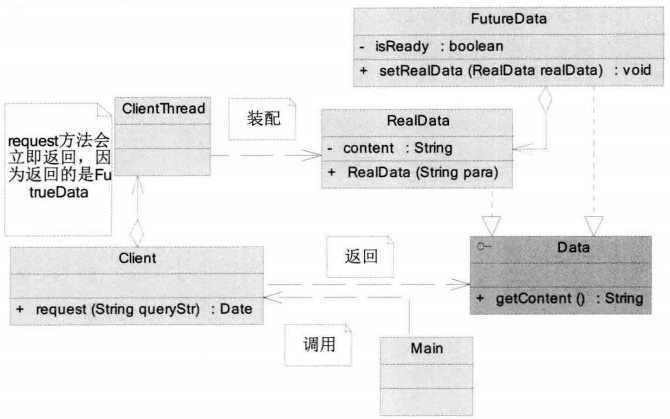 FutureData
- isReady : boolean
+ setRealData (RealData realData) : void
ClientThread
装配
RealData
- content : String
+ RealData (String para)
request方法会
立即返回，因
为返回的是Fu
trueData
Client
+ request (String queryStr) : Date
返回
Data
+ getContent () : String
调用
Main